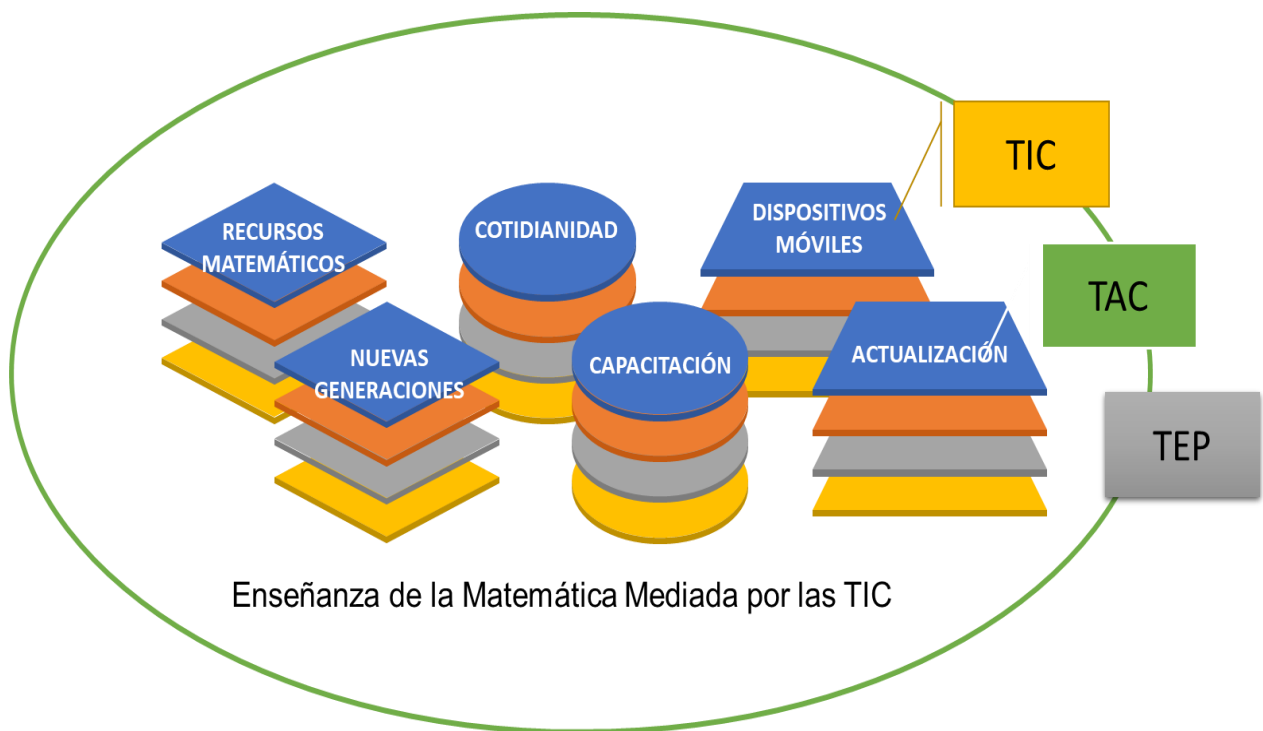 TIC
RECURSOS
MATEMÁTICOS
COTIDIANIDAD
DISPOSITIVOS
MÓVILES
TAC
NUEVAS
GENERACIONES
CAPACITACIÓN
ACTUALIZACIÓN
TEP
Enseñanza de la Matemática Mediada por las TIC